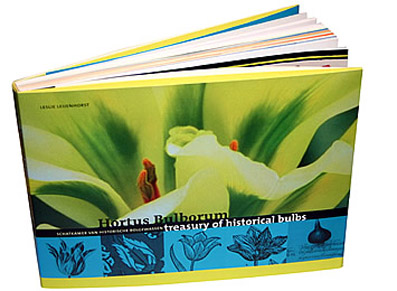 LESLIE LEIJENHORST
Hortus Bulborum
SCHATKAMER VAN HISTORISCHE BOLGEWASSEN treasury of historical bulbs